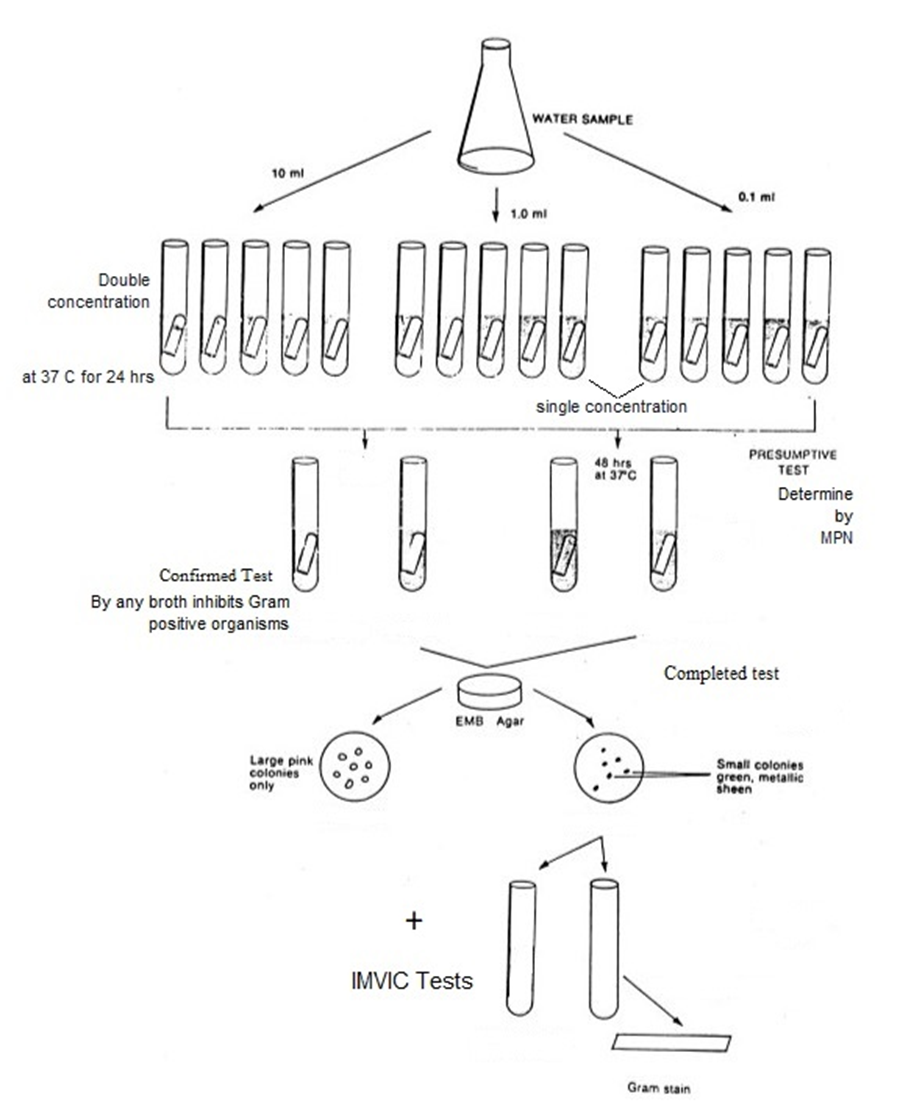 WATER SAMPLE
10 ml
1.0 ml
0.1 ml
Double
concentration
at 37 C for 24 hrs
single concentration
48 hrs
at 37°C
PRESUMPTIVE
TEST
Determine
by
MPN
Confirmed Test
By any broth inhibits Gram
positive organisms
Completed test
EMB Agar
Large pink
colonies
only
Small colonies
green, metallic
sheen
+
IMVIC Tests
Gram stain